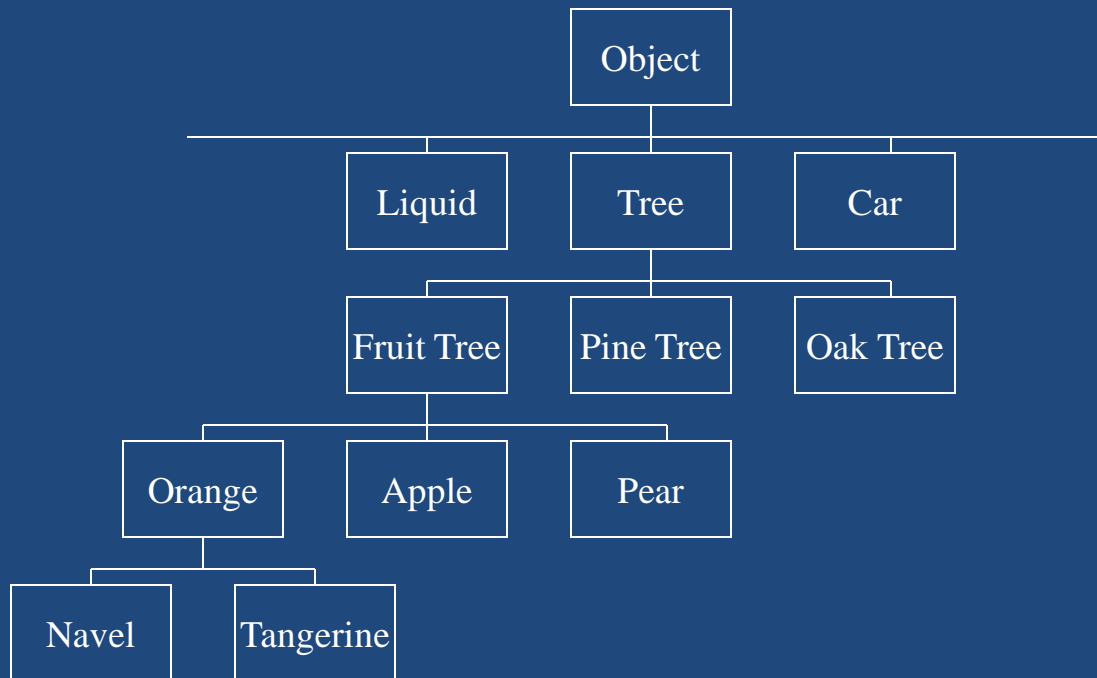 Object
Liquid
Tree
Car
Fruit Tree
Pine Tree
Oak Tree
Orange
Apple
Pear
Navel
Tangerine